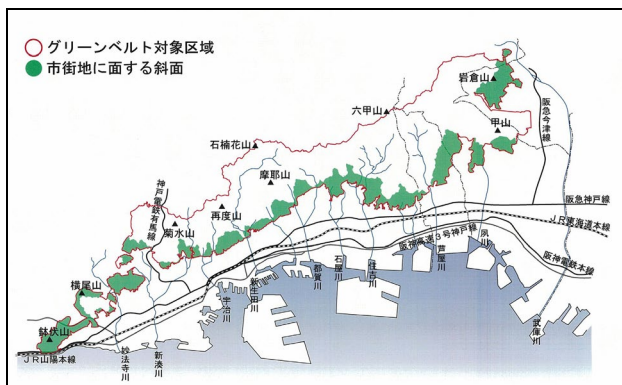 グリーンベルト対象区域
市街地に面する斜面
岩倉山
六甲山
甲山
阪急今津線
石楠花山
摩耶山
神戸電鉄有馬線
再度山
菊水山
阪急神戸線
JR東海道本線
阪神高速3号神戸線
阪神電鉄本線
夙川
芦屋川
住吉川
石屋川
都賀川
新生田川
宇治川
横尾山
鉢伏山
武庫川
JR山陽本線
妙法寺川
新湊川